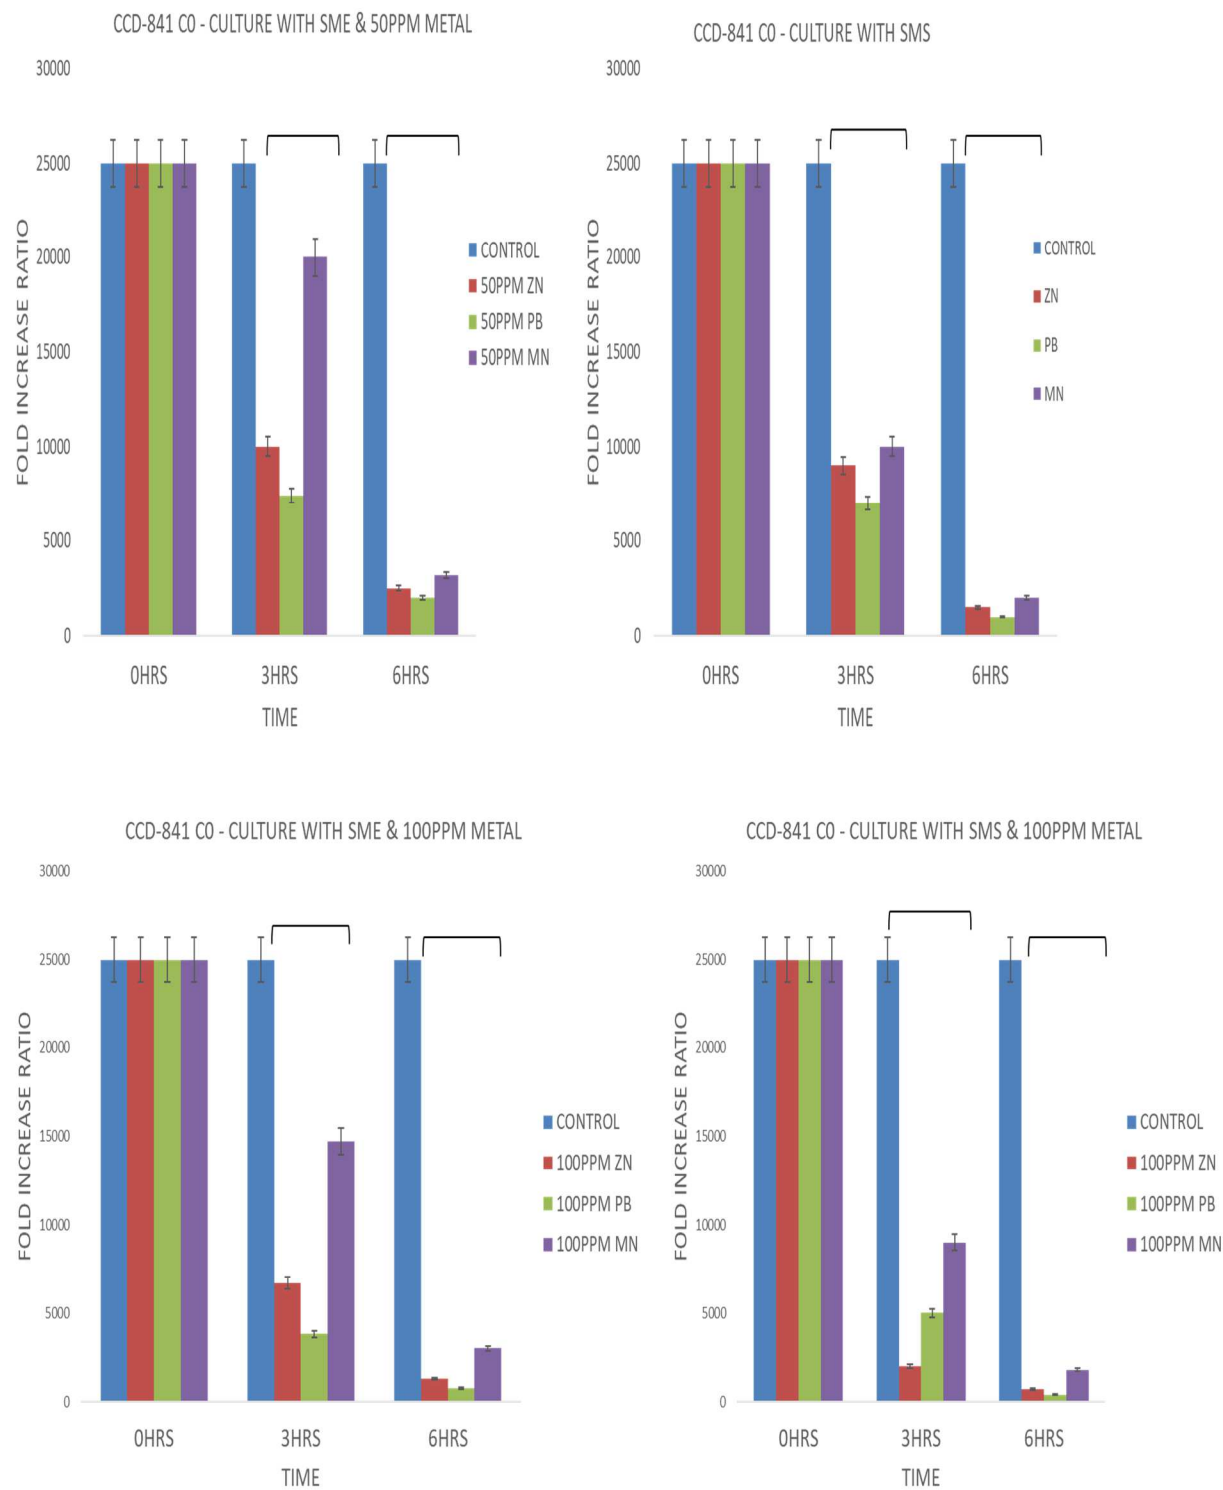 CCD-841 CO - CULTURE WITH SME & 50PPM METAL
30000
25000
20000
15000
10000
5000
0
FOLD INCREASE RATIO
0HRS
3HRS
6HRS
TIME
CONTROL
50PPM ZN
50PPM PB
50PPM MN
CCD-841 CO - CULTURE WITH SMS
30000
25000
20000
15000
10000
5000
0
FOLD INCREASE RATIO
0HRS
3HRS
6HRS
TIME
CONTROL
ZN
PB
MN
CCD-841 CO - CULTURE WITH SME & 100PPM METAL
30000
25000
20000
15000
10000
5000
0
FOLD INCREASE RATIO
0HRS
3HRS
6HRS
TIME
CONTROL
100PPM ZN
100PPM PB
100PPM MN
CCD-841 CO - CULTURE WITH SMS & 100PPM METAL
30000
25000
20000
15000
10000
5000
0
FOLD INCREASE RATIO
0HRS
3HRS
6HRS
TIME
CONTROL
100PPM ZN
100PPM PB
100PPM MN